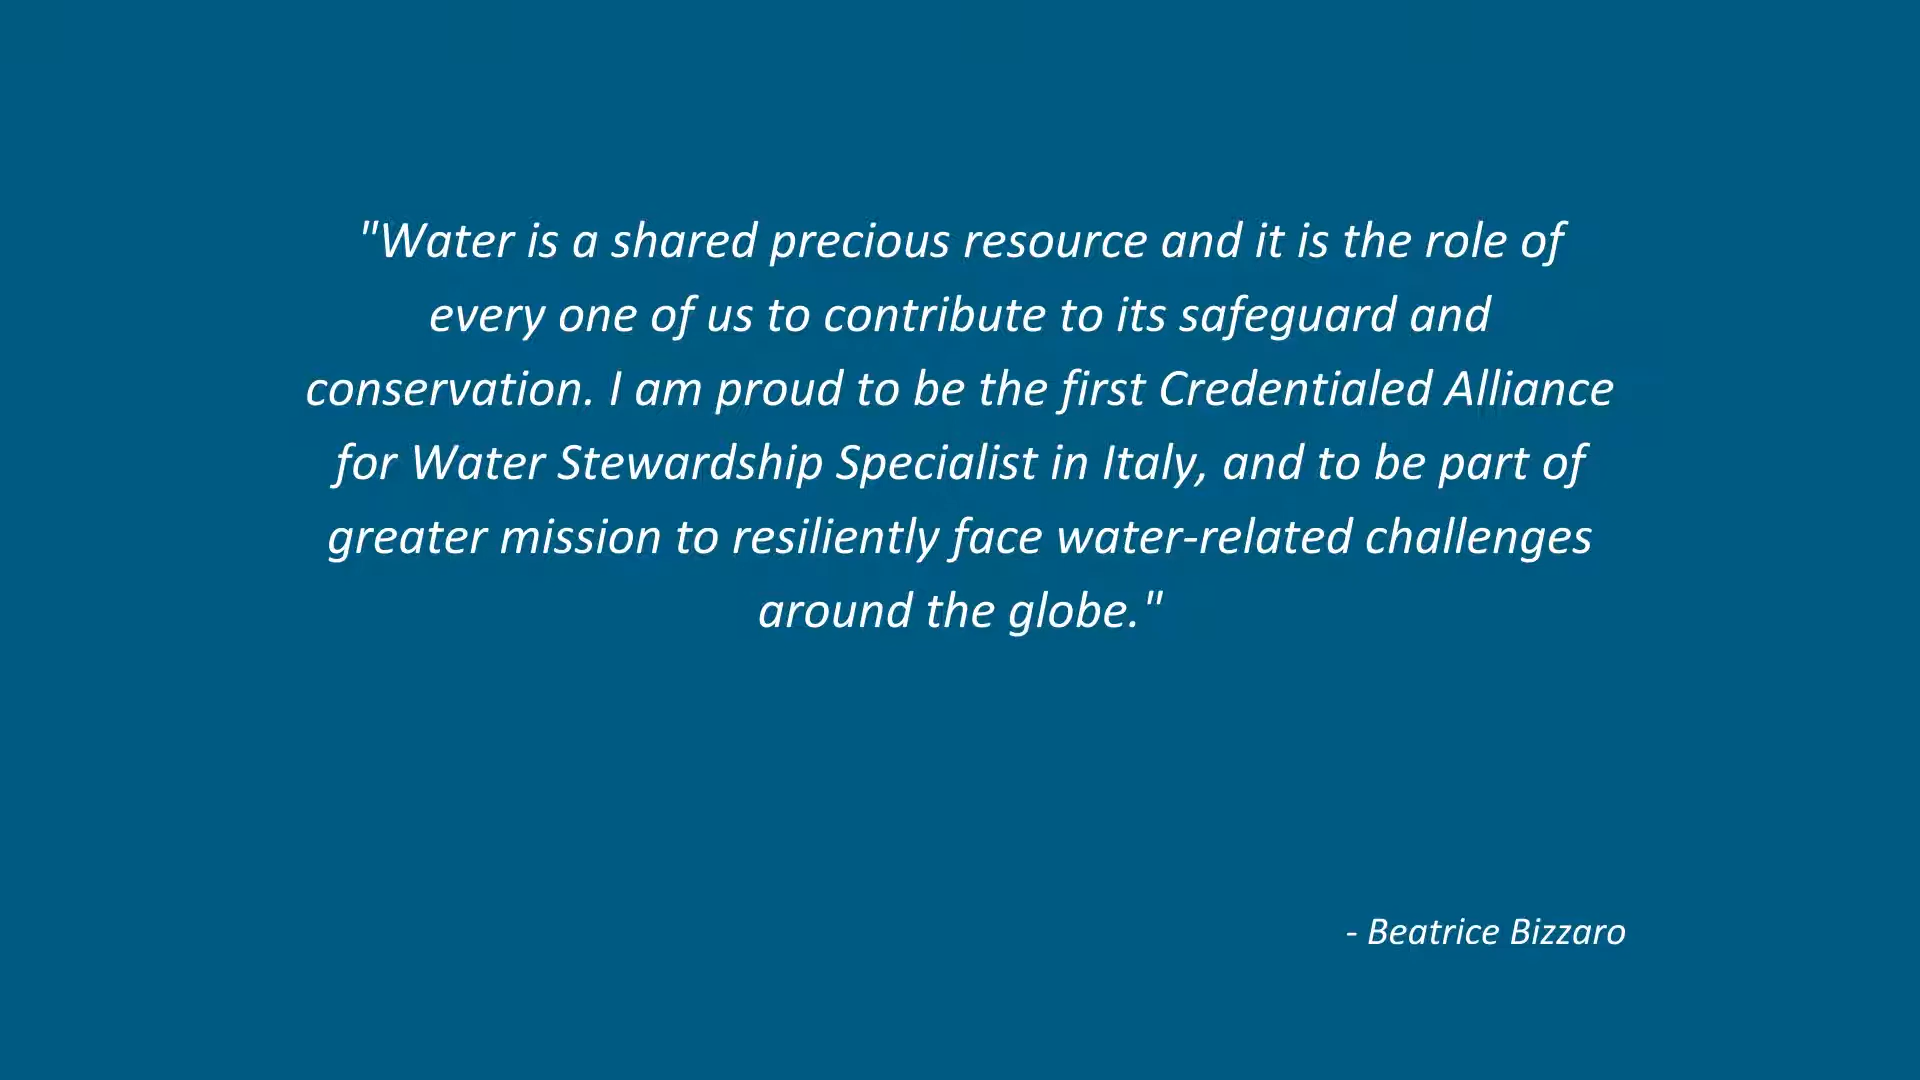 "Water is a shared precious resource and it is the role of
every one of us to contribute to its safeguard and
conservation. I am proud to be the first Credentialed Alliance
for Water Stewardship Specialist in Italy, and to be part of
greater mission to resiliently face water-related challenges
around the globe."
- Beatrice Bizzaro